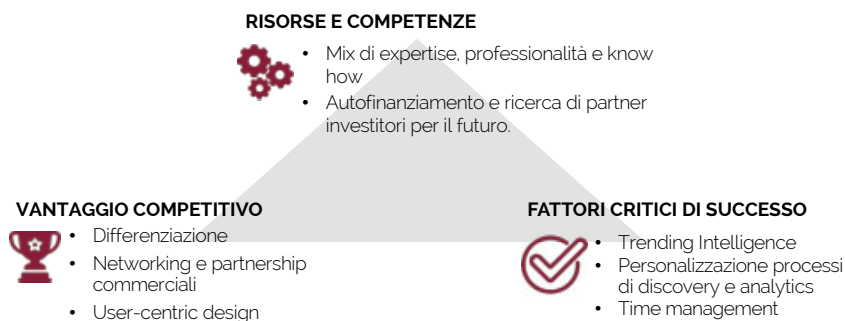 RISORSE E COMPETENZE
• Mix di expertise, professionalità e know
how
• Autofinanziamento e ricerca di partner
investitori per il futuro.
VANTAGGIO COMPETITIVO
• Differenziazione
• Networking e partnership
commerciali
• User-centric design
FATTORI CRITICI DI SUCCESSO
• Trending Intelligence
• Personalizzazione processi
di discovery e analytics
• Time management